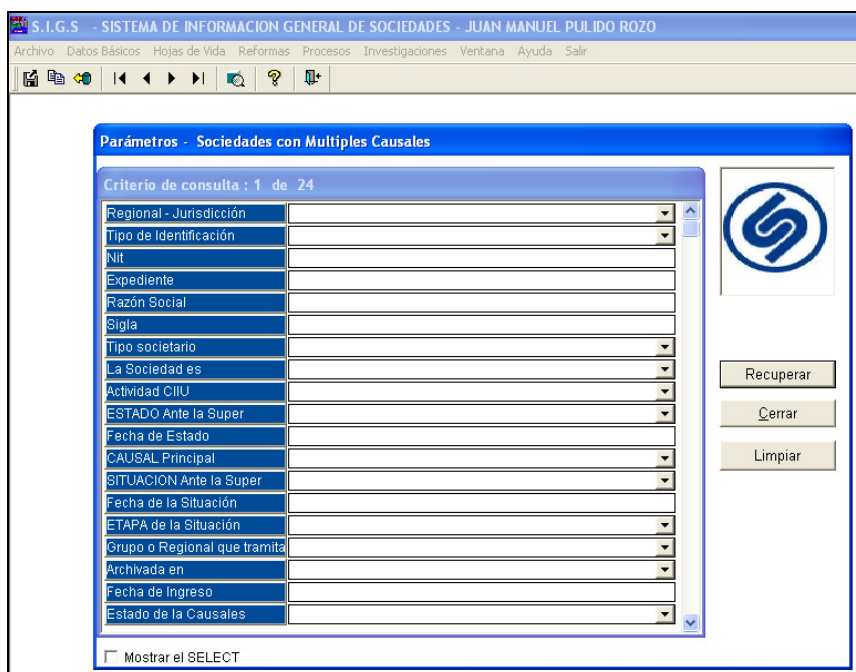 S.I.G.S - SISTEMA DE INFORMACION GENERAL DE SOCIEDADES - JUAN MANUEL PULIDO ROZO
Archivo Datos Básicos Hojas de Vida Reformas Procesos Investigaciones Ventana Ayuda Salir
Parámetros - Sociedades con Multiples Causales
Criterio de consulta : 1 de 24
Regional - Jurisdicción
Tipo de Identificación
Nit
Expediente
Razón Social
Sigla
Tipo societario
La Sociedad es
Actividad CIIU
ESTADO Ante la Super
Fecha de Estado
CAUSAL Principal
SITUACION Ante la Super
Fecha de la Situación
ETAPA de la Situación
Grupo o Regional que tramita
Archivada en
Fecha de Ingreso
Estado de la Causales
Recuperar
Cerrar
Limpiar
Mostrar el SELECT